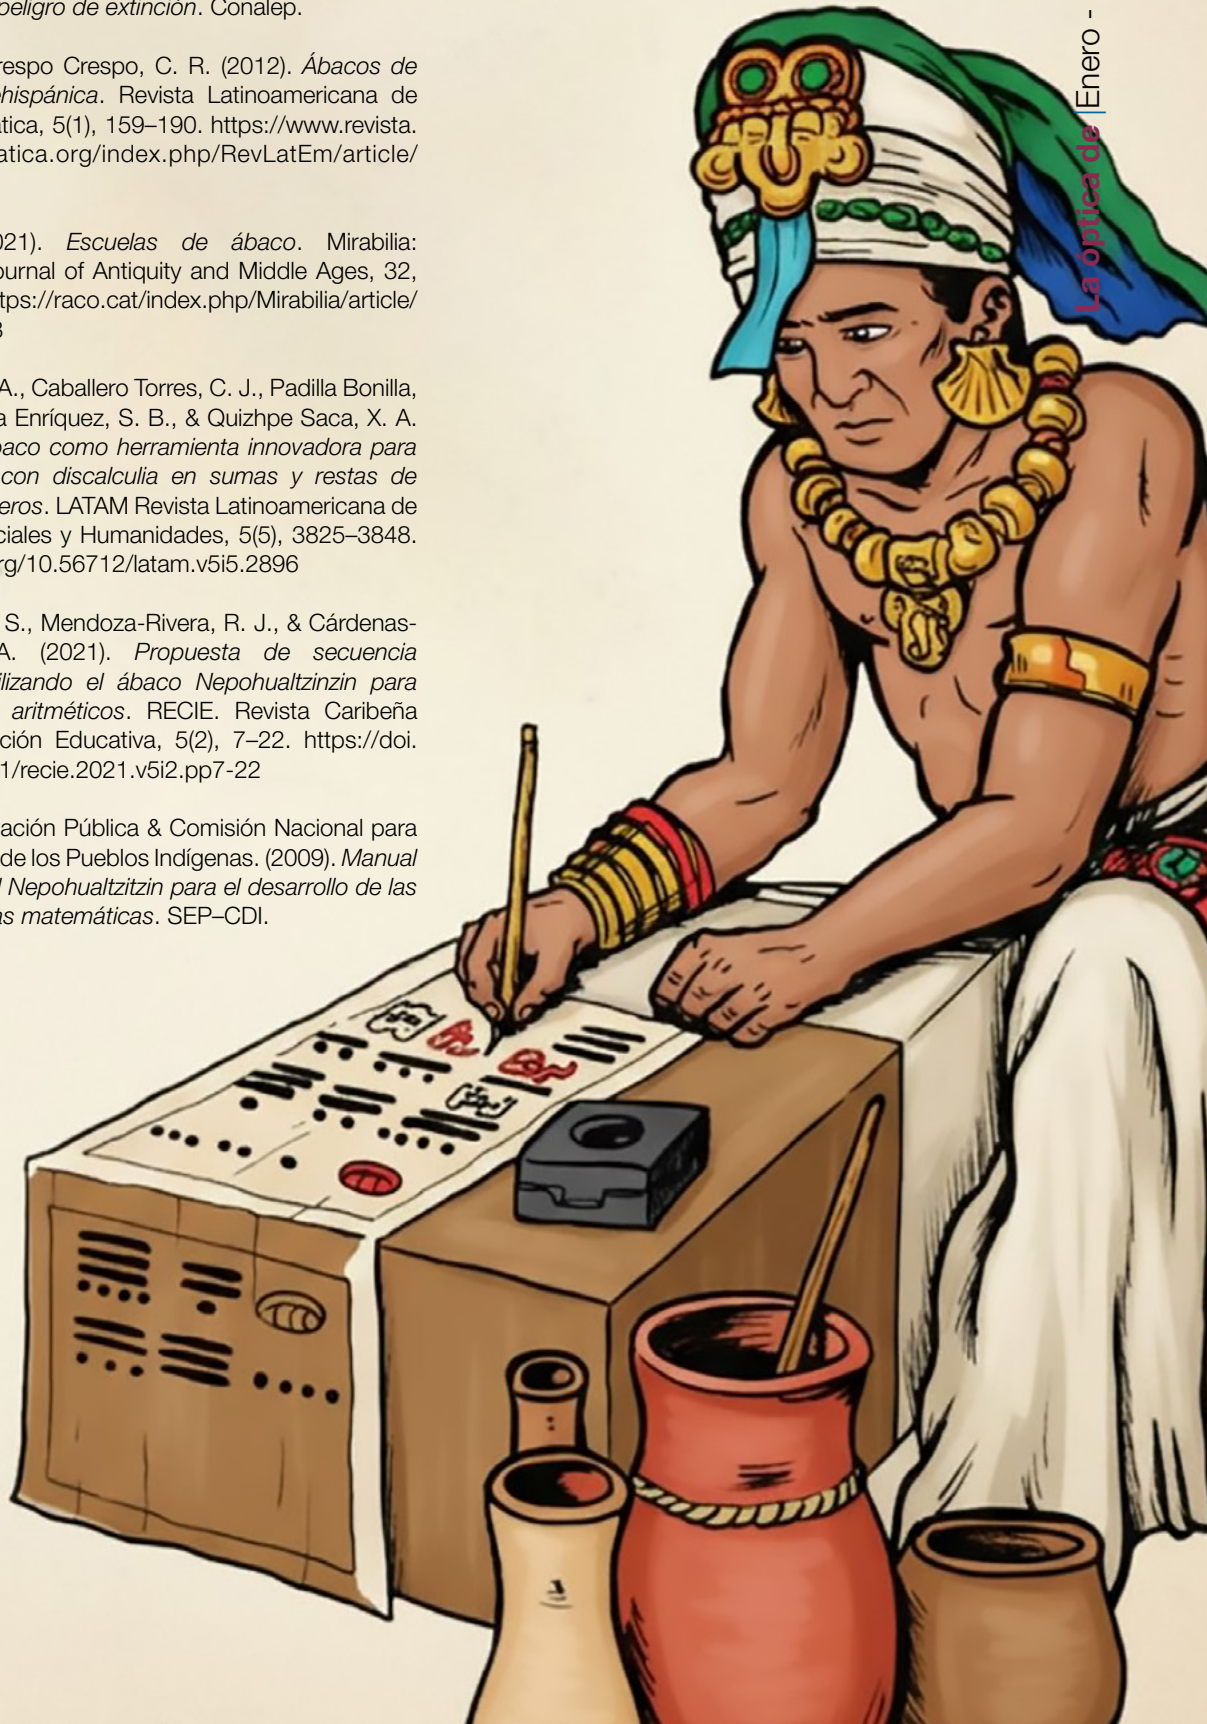 peligro de extinción. Conalep.
respo Crespo, C. R. (2012). Ábacos de
hispánica. Revista Latinoamericana de
ática, 5(1), 159–190. https://www.revista.
atica.org/index.php/RevLatEm/article/
021). Escuelas de ábaco. Mirabilia:
ournal of Antiquity and Middle Ages, 32,
ttps://raco.cat/index.php/Mirabilia/article/
3
A., Caballero Torres, C. J., Padilla Bonilla,
a Enríquez, S. B., & Quizhpe Saca, X. A.
baco como herramienta innovadora para
con discalculia en sumas y restas de
eros. LATAM Revista Latinoamericana de
ciales y Humanidades, 5(5), 3825–3848.
rg/10.56712/latam.v5i5.2896
S., Mendoza-Rivera, R. J., & Cárdenas-
A. (2021). Propuesta de secuencia
ilizando el ábaco Nepohualtzinzin para
aritméticos. RECIE. Revista Caribeña
ción Educativa, 5(2), 7–22. https://doi.
1/recie.2021.v5i2.pp7-22
ación Pública & Comisión Nacional para
de los Pueblos Indígenas. (2009). Manual
l Nepohualtzitzin para el desarrollo de las
as matemáticas. SEP–CDI.
La óptica de |Enero -